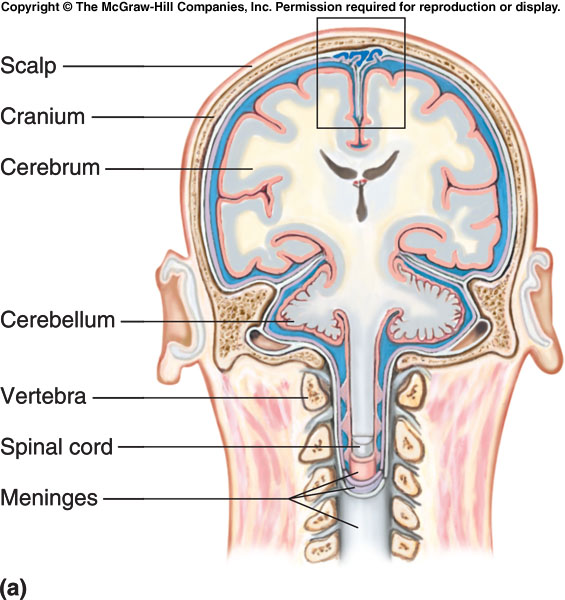 Copyright © The McGraw-Hill Companies, Inc. Permission required for reproduction or display.
Scalp
Cranium
Cerebrum
Cerebellum
Vertebra
Spinal cord
Meninges
(a)